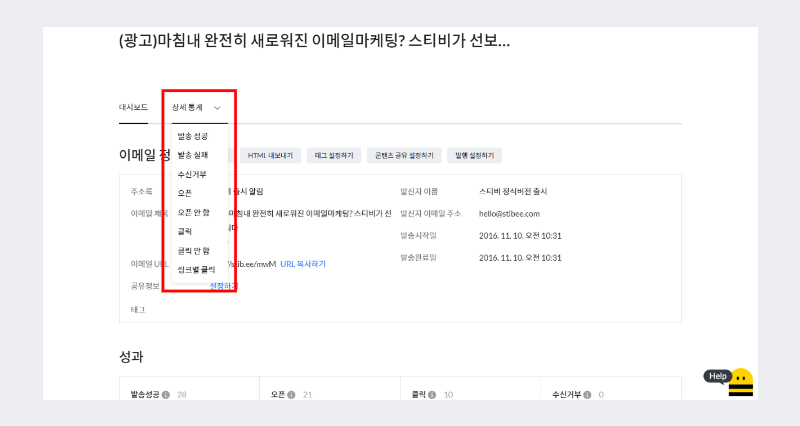 (광고)마침내 완전히 새로워진 이메일마케팅? 스티비가 선보...
대시보드 상세 통계
발송 성공
이메일 정
발송 실패
HTML 내보내기 태그 설정하기 콘텐츠 공유 설정하기 발행 설정하기
수신거부
주소록 출시 알림 발신자 이름 스티비 정식버전 출시
오픈
이메일 제목 마침내 완전히 새로워진 이메일마케팅? 스티비가 선 발신자 이메일 주소 hello@stibee.com
오픈 안 함
클릭
발송시작일 2016. 11. 10. 오전 10:31
클릭 안 함
발송완료일 2016. 11. 10. 오전 10:31
이메일 URL /stib.ee/mwM URL 복사하기
링크별 클릭
공유정보 설정하기
태그
성과
발송성공 28 오픈 21 클릭 10 수신거부 0
Help